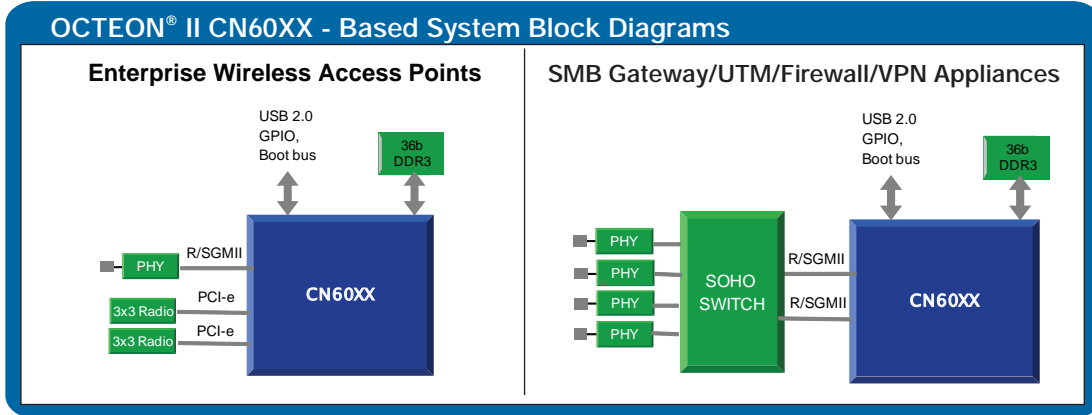 OCTEON® II CN60XX - Based System Block Diagrams
Enterprise Wireless Access Points
USB 2.0
GPIO,
Boot bus
36b
DDR3
R/SGMII
PHY
CN60XX
PCI-e
3x3 Radio
PCI-e
3x3 Radio
SMB Gateway/UTM/Firewall/VPN Appliances
USB 2.0
GPIO,
Boot bus
36b
DDR3
PHY
PHY
PHY
PHY
SOHO
SWITCH
R/SGMII
R/SGMII
CN60XX